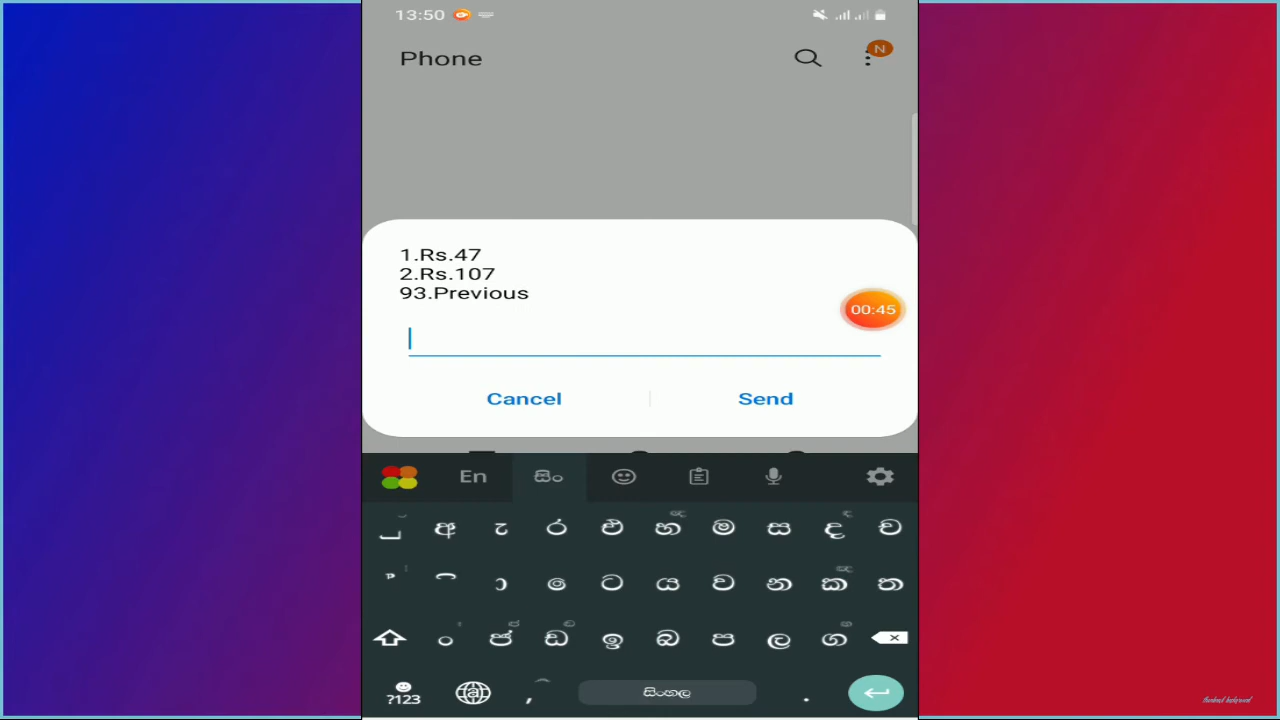 13:50
Phone
N
1.Rs.47
2.Rs.107
93.Previous
00:45
Cancel
Send
En
සිං
අ ැ ර එ හ ම ස ද ච
ා ෙ ට ය ව න ක ත
ං ජ ඩ ඉ බ ප ල ග
?123
,
සිංහල
.